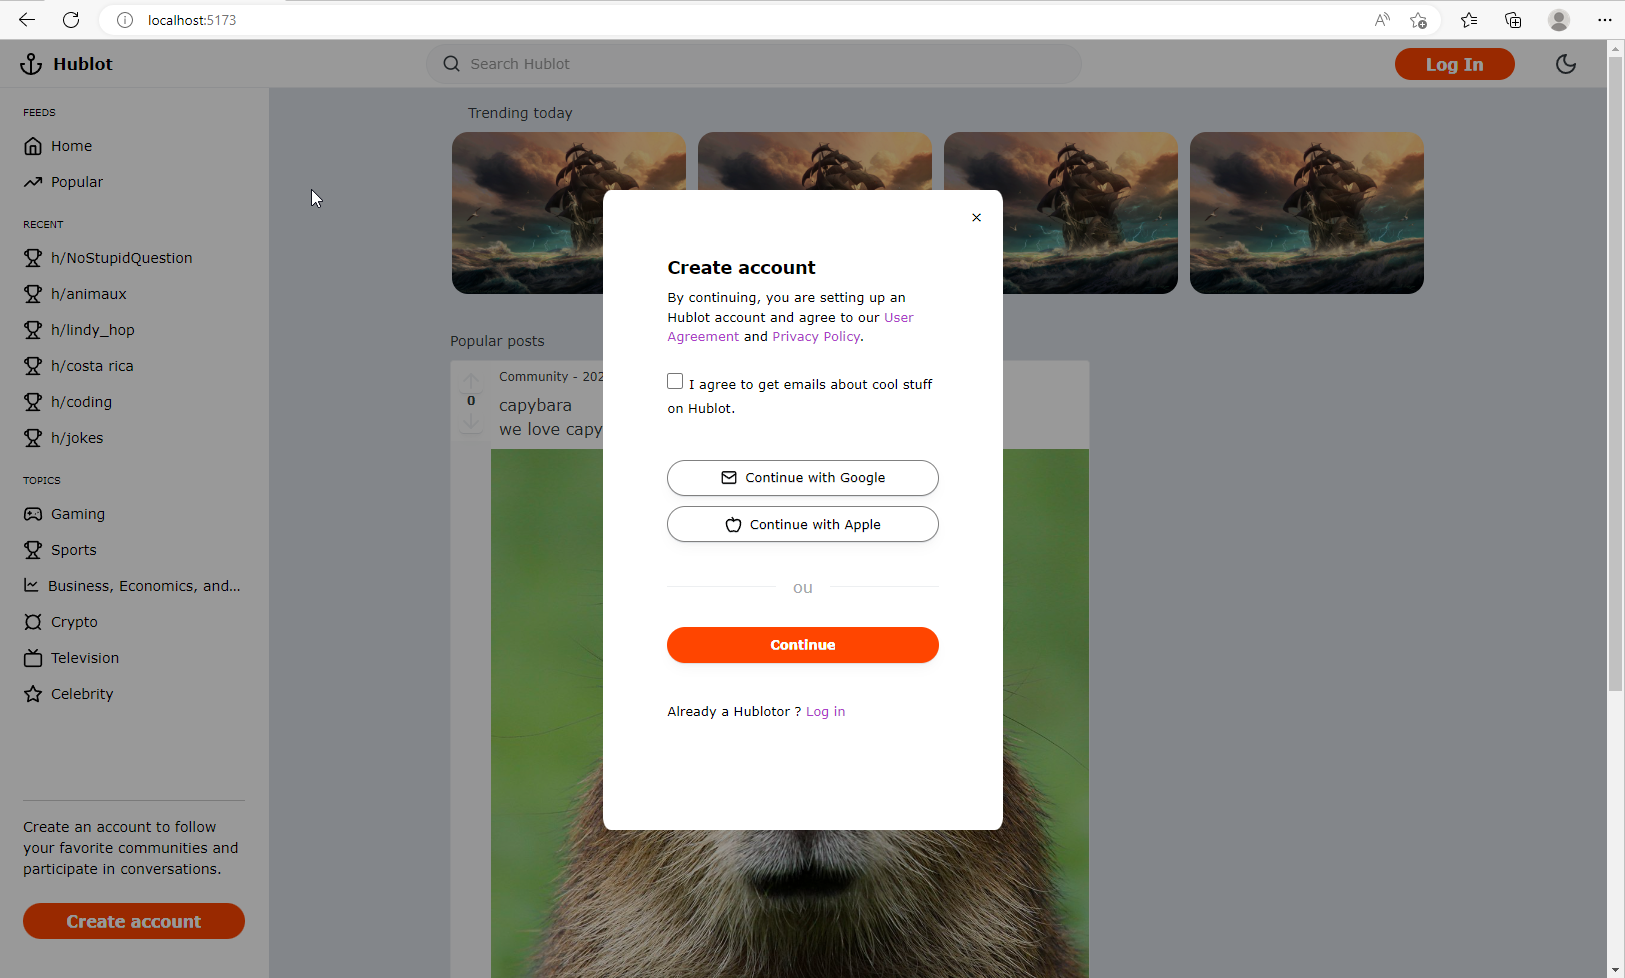 localhost:5173
Hublot
Search Hublot
Log In
FEEDS
Home
Popular
RECENT
h/NoStupidQuestion
h/animaux
h/lindy_hop
h/costa rica
h/coding
h/jokes
TOPICS
Gaming
Sports
Business, Economics, and...
Crypto
Television
Celebrity
Create an account to follow
your favorite communities and
participate in conversations.
Create account
Trending today
Popular posts
Community - 202
0
capybara
we love capy
Create account
By continuing, you are setting up an
Hublot account and agree to our User
Agreement and Privacy Policy.
I agree to get emails about cool stuff
on Hublot.
Continue with Google
Continue with Apple
ou
Continue
Already a Hublotor ? Log in